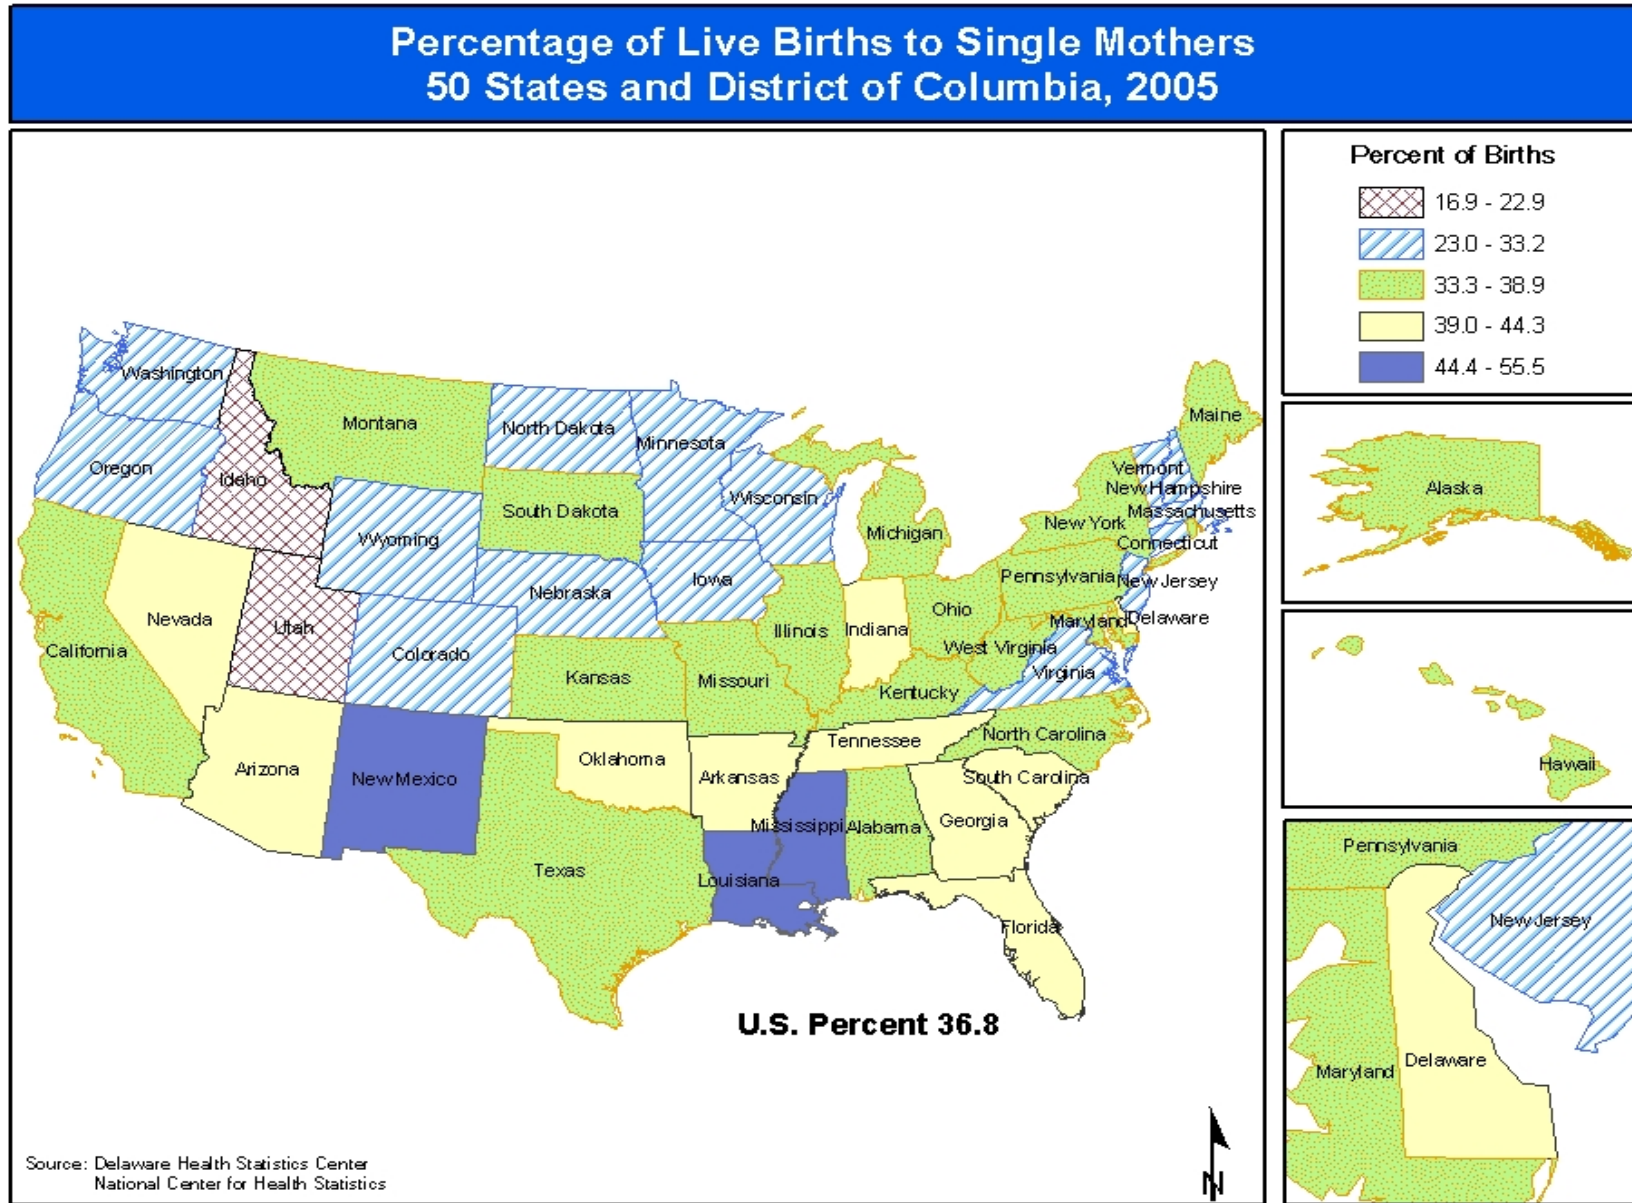 Percentage of Live Births to Single Mothers
50 States and District of Columbia, 2005
Percent of Births
16.9 - 22.9
23.0 - 33.2
33.3 - 38.9
39.0 - 44.3
44.4 - 55.5
Washington
Montana
North Dakota
Minnesota
Maine
Oregon
Idaho
Vermont
Wisconsin
New Hampshire
South Dakota
Massachusetts
New York
Michigan
Wyoming
Connecticut
Iowa
Pennsylvania
New Jersey
Nebraska
Ohio
Nevada
Maryland
Delaware
Utah
Illinois
Indiana
California
Colorado
West Virginia
Virginia
Kansas
Missouri
Kentucky
North Carolina
Tennessee
Oklahoma
Arizona
New Mexico
Arkansas
South Carolina
Mississippi
Alabama
Georgia
Texas
Louisiana
Florida
U.S. Percent 36.8
N
Source: Delaware Health Statistics Center
National Center for Health Statistics
Alaska
Hawaii
Pennsylvania
New Jersey
Maryland
Delaware